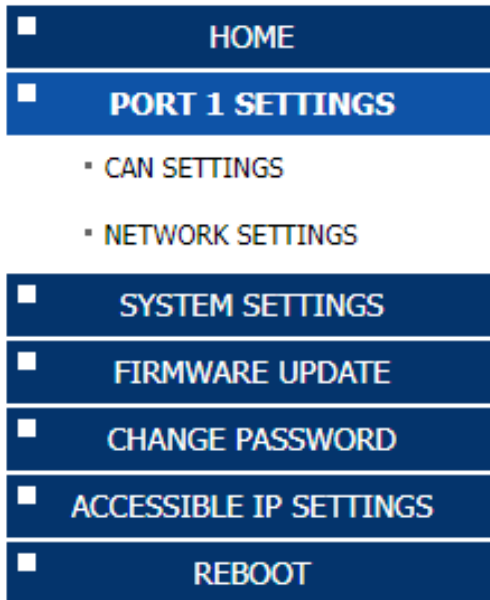 HOME
PORT 1 SETTINGS
CAN SETTINGS
NETWORK SETTINGS
SYSTEM SETTINGS
FIRMWARE UPDATE
CHANGE PASSWORD
ACCESSIBLE IP SETTINGS
REBOOT